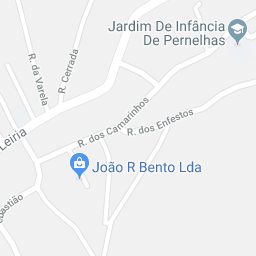 Jardim De Infância
De Pernelhas
R. da Varela
R. Cerrada
Leiria
R. dos Camarinhos
R. dos Enfestos
João R Bento Lda